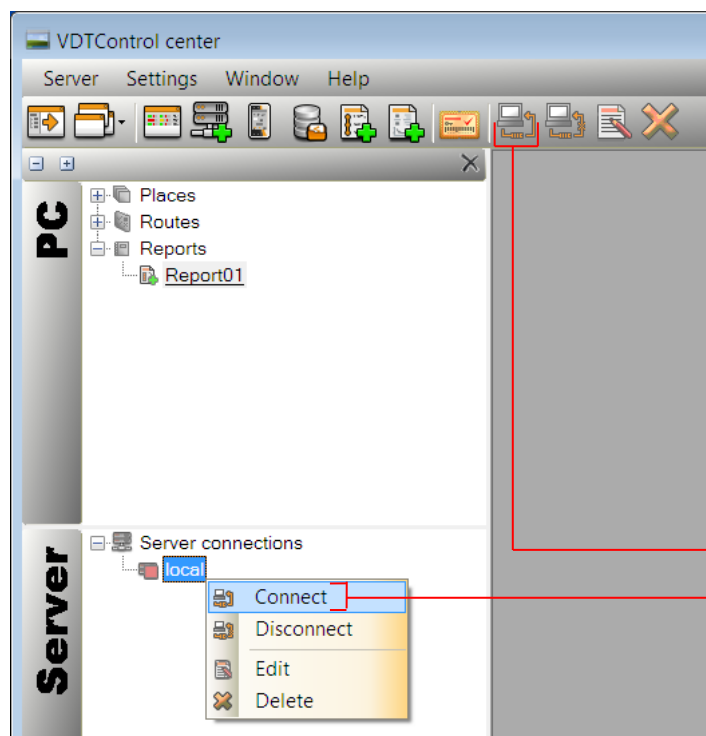 VDTControl center
Server Settings Window Help
PC
Places
Routes
Reports
Report01
Server
Server connections
local
Connect
Disconnect
Edit
Delete